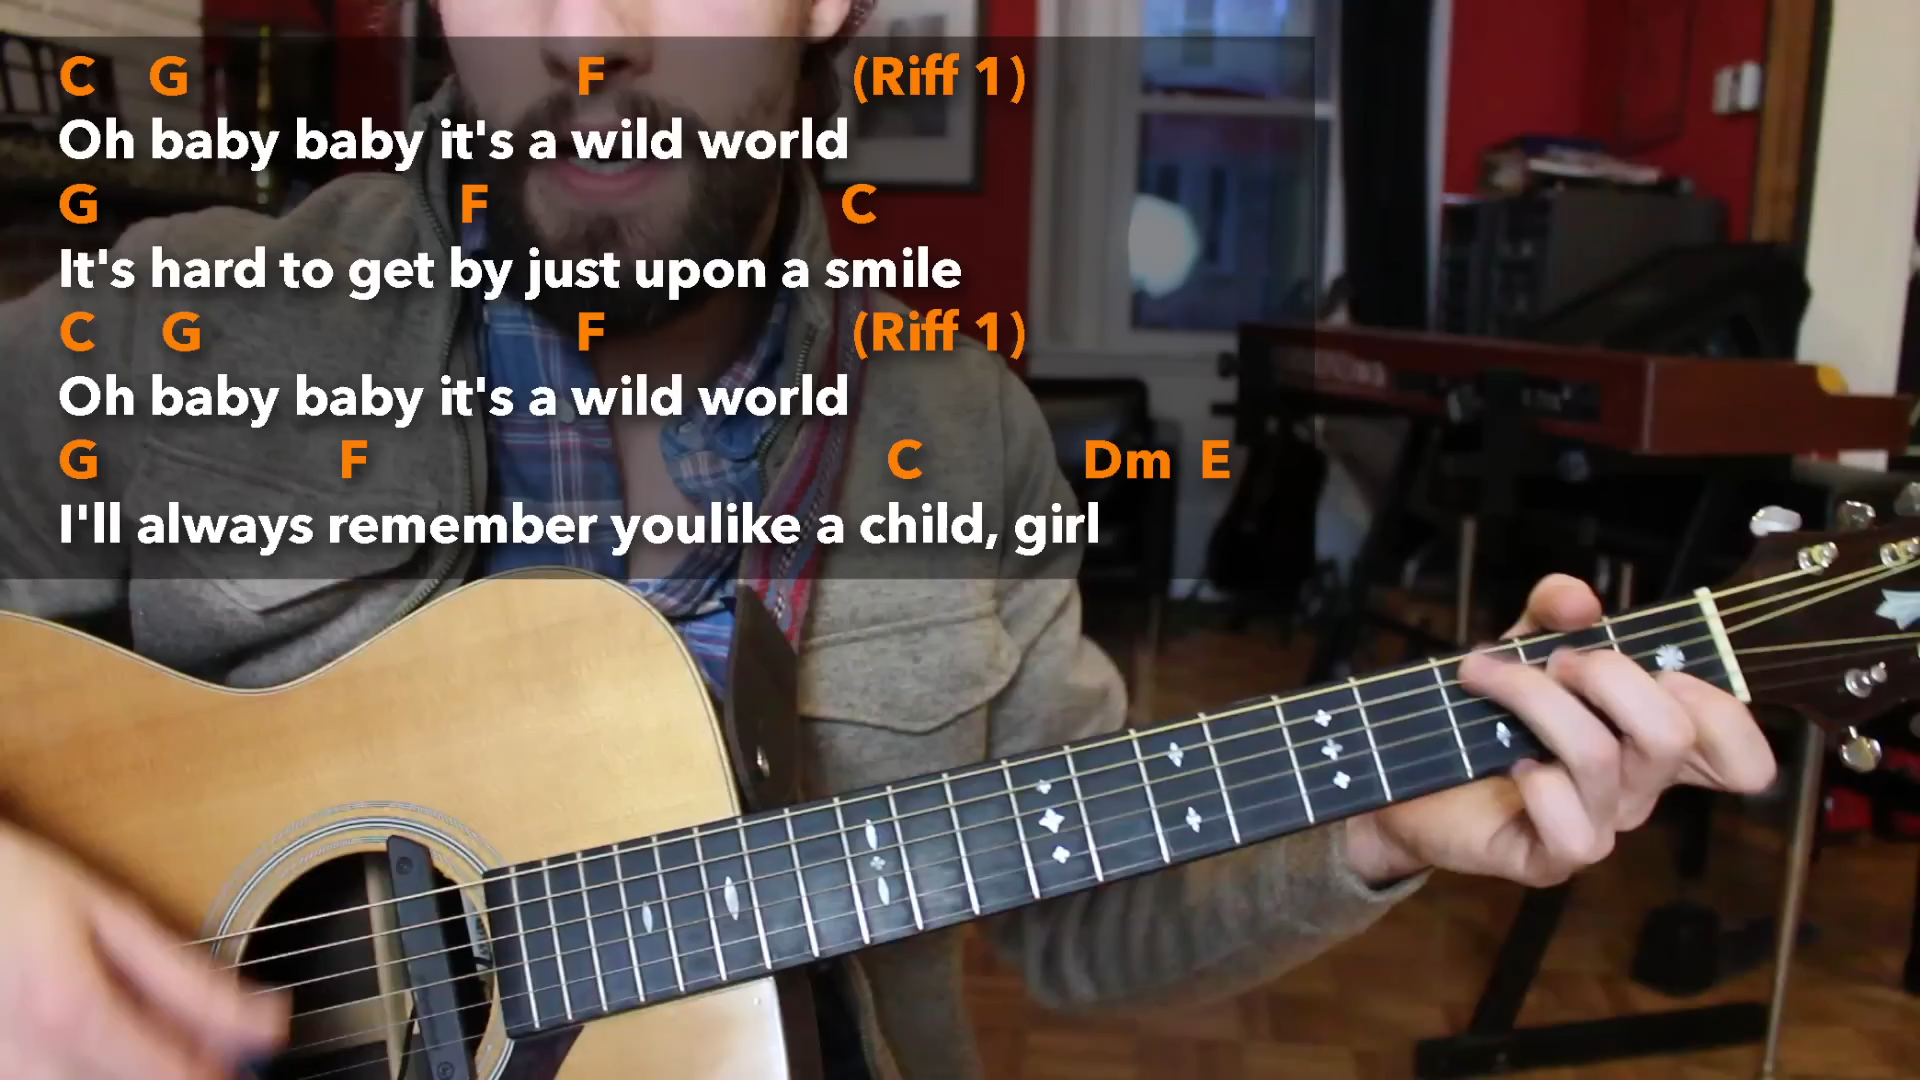 C G F (Riff 1)
Oh baby baby it's a wild world
G F C
It's hard to get by just upon a smile
C G F (Riff 1)
Oh baby baby it's a wild world
G F C Dm E
I'll always remember youlike a child, girl